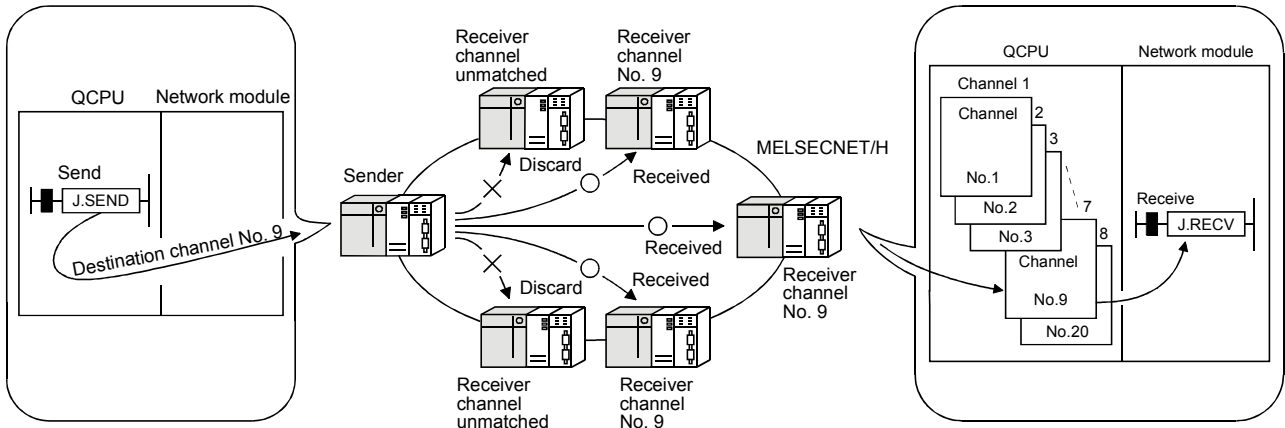 QCPU
Network module
Send
J.SEND
Destination channel No. 9
Sender
Receiver
channel
unmatched
Receiver
channel
No. 9
Discard
Received
MELSECNET/H
Received
Receiver
channel
No. 9
Discard
Received
Receiver
channel
unmatched
Receiver
channel
No. 9
QCPU
Network module
Channel 1
Channel
No.1
2
No.2
3
No.3
7
8
Channel
No.9
No.20
Receive
J.RECV